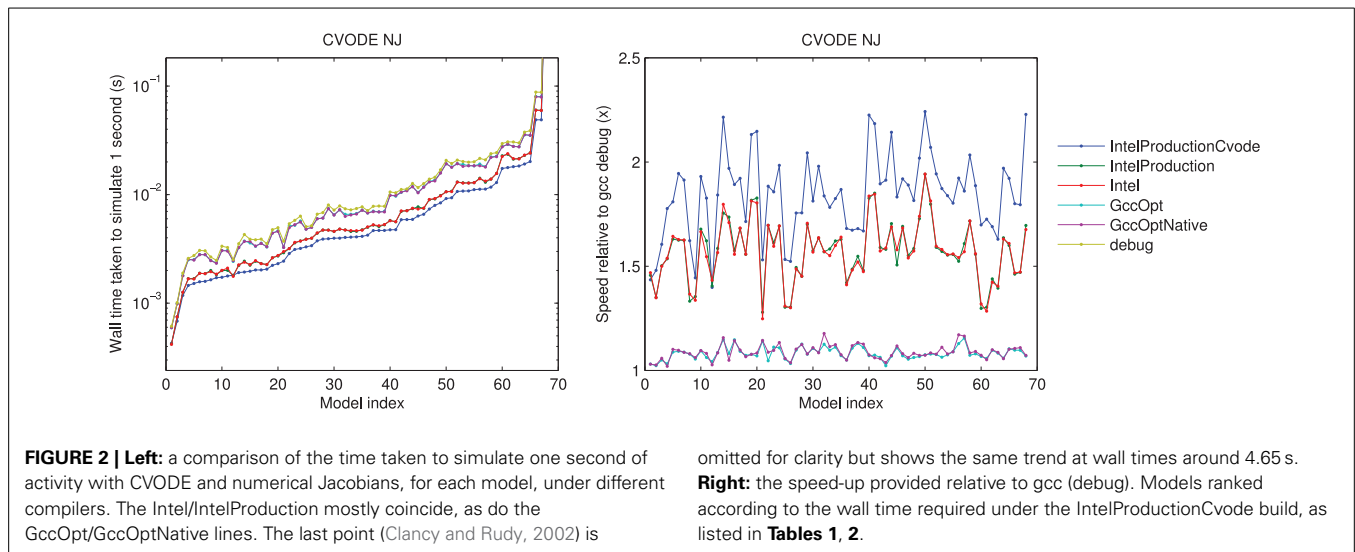 CVODE NJ
Wall time taken to simulate 1 second (s)
10⁻¹
10⁻²
10⁻³
0 10 20 30 40 50 60 70
Model index
CVODE NJ
Speed relative to gcc debug (x)
2.5
2
1.5
1
0 10 20 30 40 50 60 70
Model index
IntelProductionCvode
IntelProduction
Intel
GccOpt
GccOptNative
debug
FIGURE 2 | Left: a comparison of the time taken to simulate one second of
activity with CVODE and numerical Jacobians, for each model, under different
compilers. The Intel/IntelProduction mostly coincide, as do the
GccOpt/GccOptNative lines. The last point (Clancy and Rudy, 2002) is
omitted for clarity but shows the same trend at wall times around 4.65 s.
Right: the speed-up provided relative to gcc (debug). Models ranked
according to the wall time required under the IntelProductionCvode build, as
listed in Tables 1, 2.